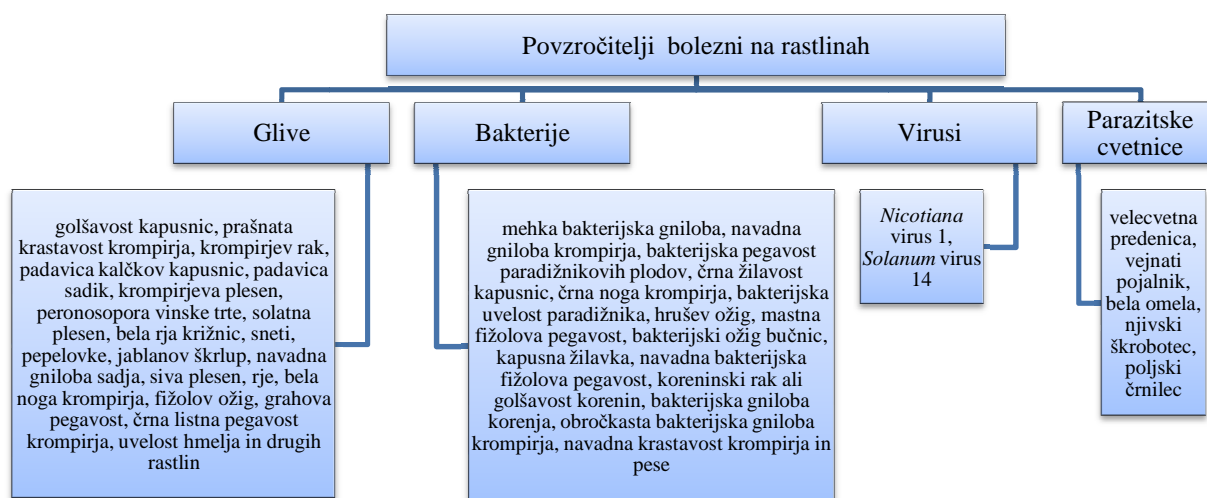 Povzročitelji bolezni na rastlinah
Glive
golšavost kapusnic, prašnata
krastavost krompirja, krompirjev rak,
padavica kalčkov kapusnic, padavica
sadik, krompirjeva plesen,
peronosopora vinske trte, solatna
plesen, bela rja križnic, sneti,
pepelovke, jablanov škrlup, navadna
gniloba sadja, siva plesen, rje, bela
noga krompirja, fižolov ožig, grahova
pegavost, črna listna pegavost
krompirja, uvelost hmelja in drugih
rastlin
Bakterije
mehka bakterijska gniloba, navadna
gniloba krompirja, bakterijska pegavost
paradižnikovih plodov, črna žilavost
kapusnic, črna noga krompirja, bakterijska
uvelost paradižnika, hrušev ožig, mastna
fižolova pegavost, bakterijski ožig bučnic,
kapusna žilavka, navadna bakterijska
fižolova pegavost, koreninski rak ali
golšavost korenin, bakterijska gniloba
korenja, obročkasta bakterijska gniloba
krompirja, navadna krastavost krompirja in
pese
Virusi
Nicotiana
virus 1,
Solanum virus
14
Parazitske
cvetnice
velecvetna
predenica,
vejnati
pojalnik,
bela omela,
njivski
škrobotec,
poljski
črnilec